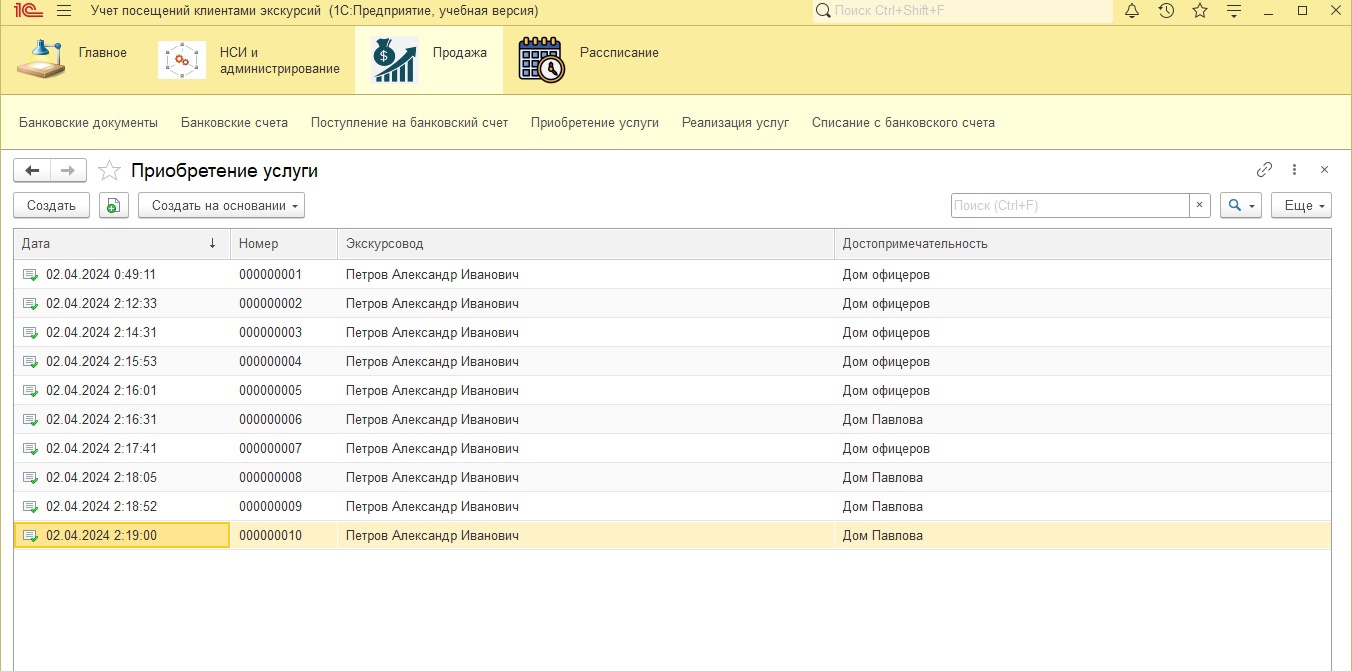 1С Учет посещений клиентами экскурсий (1С:Предприятие, учебная версия) Поиск Ctrl+Shift+F
Главное НСИ и администрирование Продажа Рассписание
Банковские документы Банковские счета Поступление на банковский счет Приобретение услуги Реализация услуг Списание с банковского счета
Приобретение услуги
Создать Создать на основании Поиск (Ctrl+F) Еще
Дата Номер Экскурсовод Достопримечательность
02.04.2024 0:49:11 000000001 Петров Александр Иванович Дом офицеров
02.04.2024 2:12:33 000000002 Петров Александр Иванович Дом офицеров
02.04.2024 2:14:31 000000003 Петров Александр Иванович Дом офицеров
02.04.2024 2:15:53 000000004 Петров Александр Иванович Дом офицеров
02.04.2024 2:16:01 000000005 Петров Александр Иванович Дом офицеров
02.04.2024 2:16:31 000000006 Петров Александр Иванович Дом Павлова
02.04.2024 2:17:41 000000007 Петров Александр Иванович Дом офицеров
02.04.2024 2:18:05 000000008 Петров Александр Иванович Дом Павлова
02.04.2024 2:18:52 000000009 Петров Александр Иванович Дом Павлова
02.04.2024 2:19:00 000000010 Петров Александр Иванович Дом Павлова